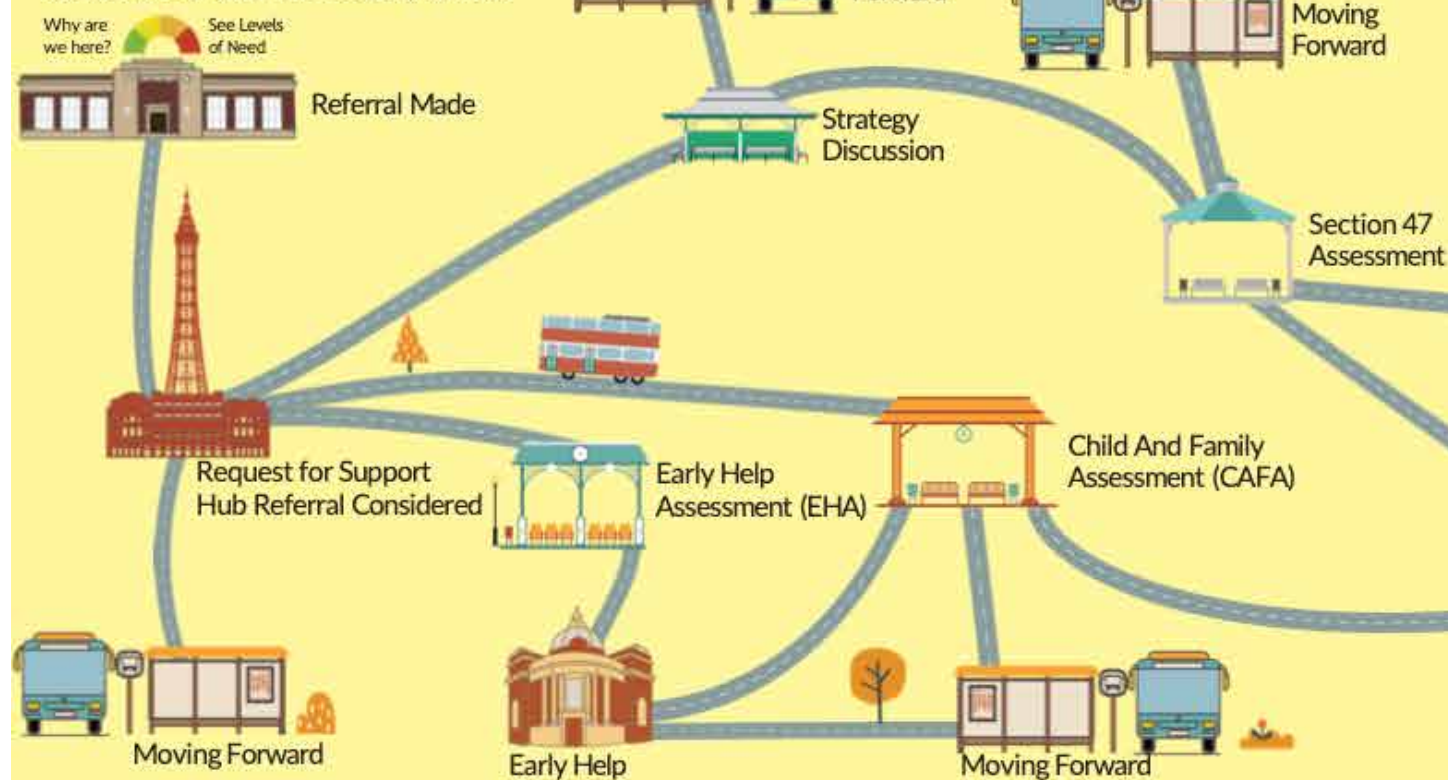 Why are
we here?
See Levels
of Need
Moving
Forward
Referral Made
Strategy
Discussion
Section 47
Assessment
Child And Family
Assessment (CAFA)
Request for Support
Hub Referral Considered
Early Help
Assessment (EHA)
Moving Forward
Early Help
Moving Forward